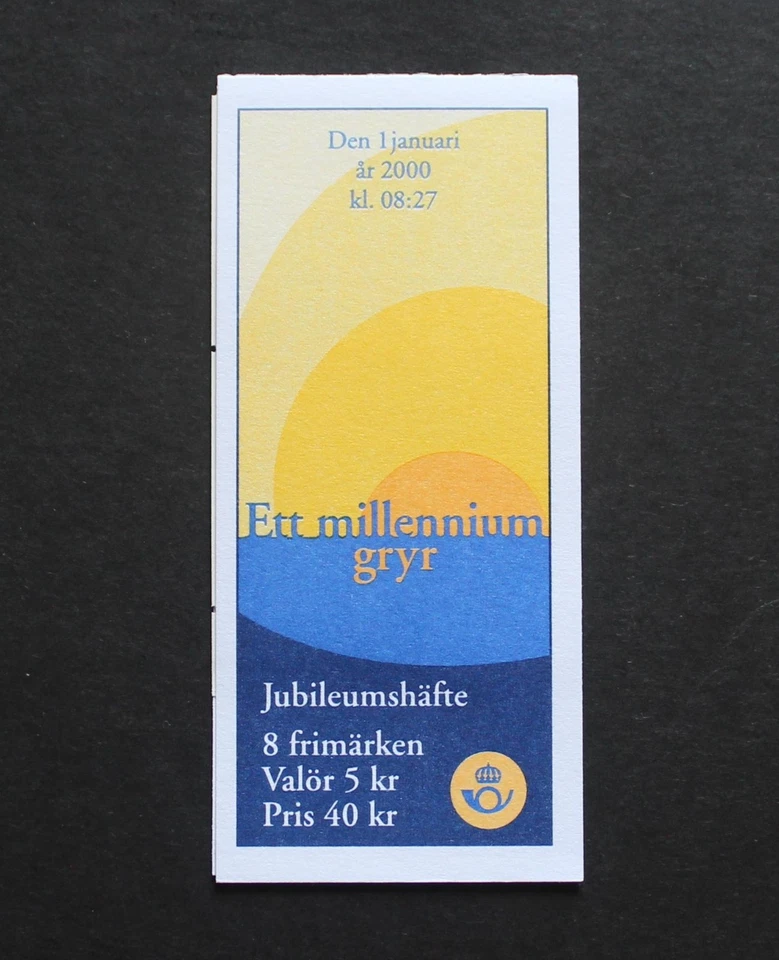 Den 1 januari
år 2000
kl. 08:27
Ett millennium
gryr
Jubileumshäfte
8 frimärken
Valör 5 kr
Pris 40 kr